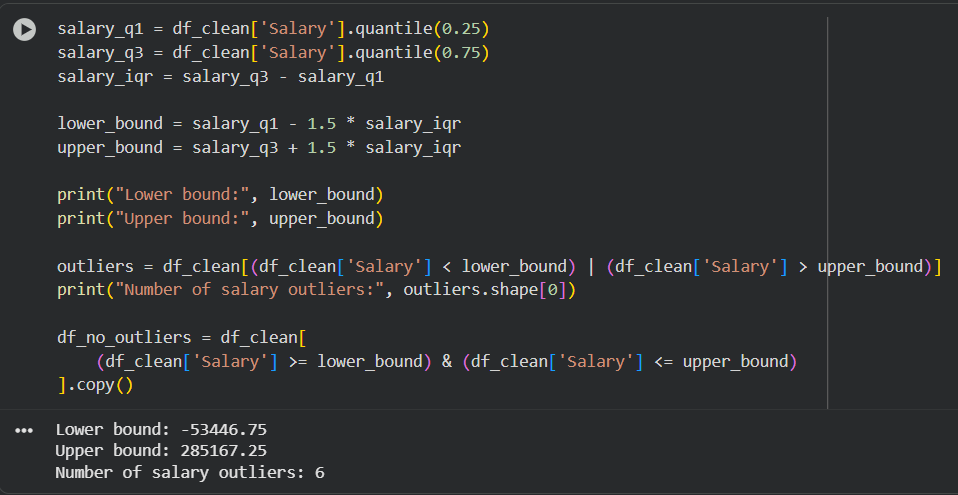 salary_q1 = df_clean['Salary'].quantile(0.25)
salary_q3 = df_clean['Salary'].quantile(0.75)
salary_iqr = salary_q3 - salary_q1
lower_bound = salary_q1 - 1.5 * salary_iqr
upper_bound = salary_q3 + 1.5 * salary_iqr
print("Lower bound:", lower_bound)
print("Upper bound:", upper_bound)
outliers = df_clean[(df_clean['Salary'] < lower_bound) | (df_clean['Salary'] > upper_bound)]
print("Number of salary outliers:", outliers.shape[0])
df_no_outliers = df_clean[
    (df_clean['Salary'] >= lower_bound) & (df_clean['Salary'] <= upper_bound)
].copy()
Lower bound: -53446.75
Upper bound: 285167.25
Number of salary outliers: 6